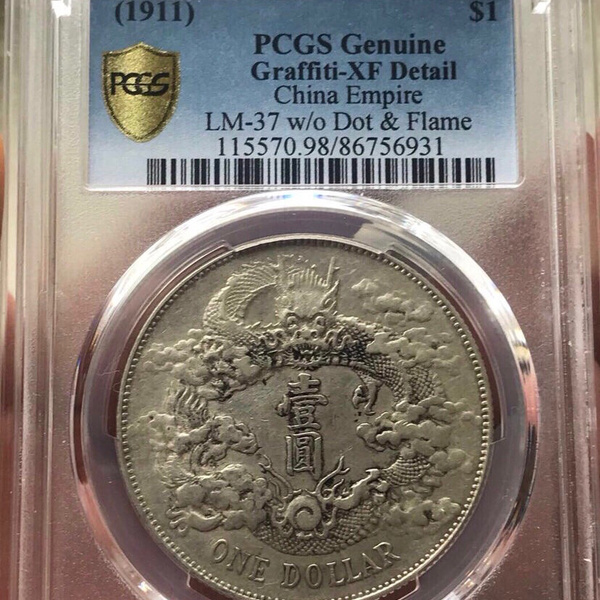 (1911) $1
PCGS Genuine
Graffiti-XF Detail
China Empire
LM-37 w/o Dot & Flame
115570.98/86756931
PCGS
壹
圓
ONE DOLLAR